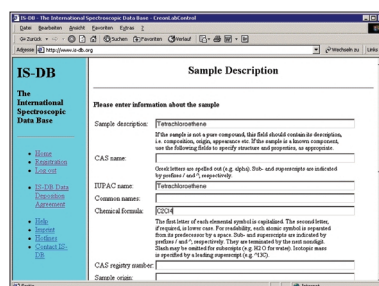 IS-DB - The International Spectroscopic Data Base - CreonLabControl
Datei Bearbeiten Ansicht Favoriten Extras ?
Zurück Suchen Favoriten Verlauf
Adresse http://www.is-db.org Wechseln zu Links
IS-DB
The
International
Spectroscopic
Data Base
Home
Registration
Log out
IS-DB Data
Deposition
Agreement
Help
Imprint
Hotlines
Contact IS-
DB
Sample Description
Please enter information about the sample
Sample description: Tetrachloroethene
If the sample is not a pure compound, this field should contain its description,
i.e. composition, origin, appearance etc. If the sample is a known component,
use the following fields to specify structure and properties, as appropriate.
CAS name:
Greek letters are spelled out (e.g. alpha). Sub- and superscripts are indicated
by prefixes / and ^, respectively.
IUPAC name: Tetrachloroethene
Common names:
Chemical formula: C2Cl4
The first letter of each elemental symbol is capitalized. The second letter,
if required, is lower case. For readability, each atomic symbol is separated
from its predecessor by a space. Sub- and superscripts are indicated by
prefixes / and ^, respectively. They are terminated by the next nondigit.
Slash may be omitted for subscripts (e.g. H2 O for water). Isotopic mass
is specified by a leading superscript (e.g. ^13C).
CAS registry number:
Sample origin:
Internet